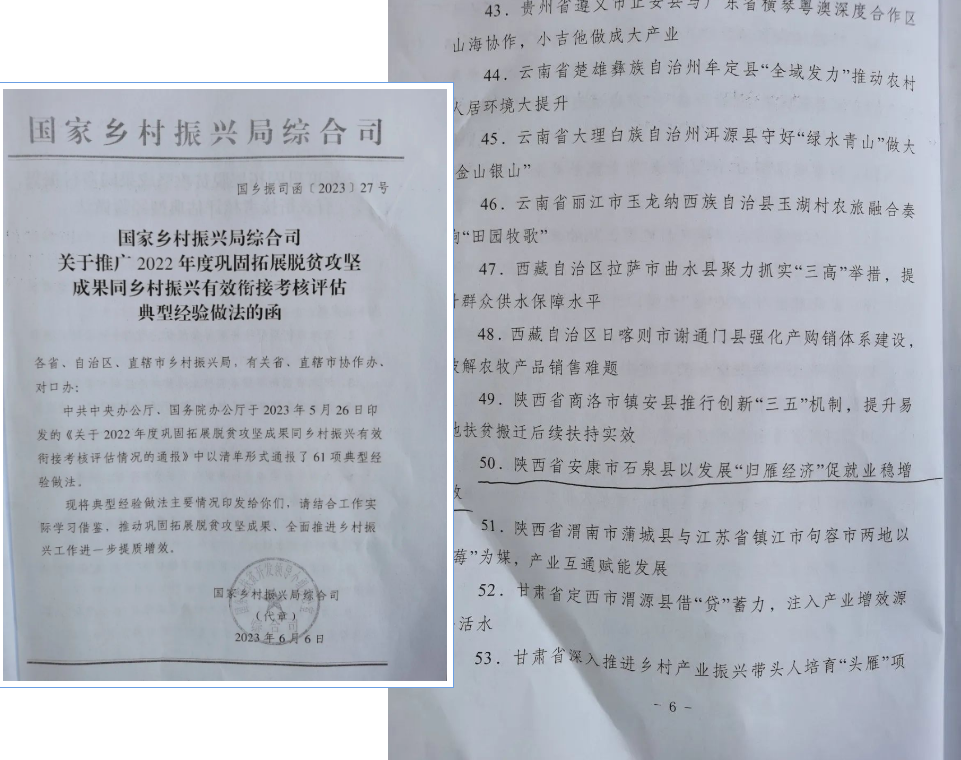 国家乡村振兴局综合司
国乡振司函〔2023〕27号
国家乡村振兴局综合司
关于推广2022年度巩固拓展脱贫攻坚
成果同乡村振兴有效衔接考核评估
典型经验做法的函
各省、自治区、直辖市乡村振兴局，有关省、直辖市协作办、
对口办：
中共中央办公厅、国务院办公厅于2023年5月26日印
发的《关于2022年度巩固拓展脱贫攻坚成果同乡村振兴有效
衔接考核评估情况的通报》中以清单形式通报了61项典型经
验做法。
现将典型经验做法主要情况印发给你们，请结合工作实
际学习借鉴，推动巩固拓展脱贫攻坚成果、全面推进乡村振
兴工作进一步提质增效。
国家乡村振兴局综合司
（代章）
2023年6月6日
43．贵州省遵义市正安县与广东省横琴粤澳深度合作区
山海协作，小吉他做成大产业
44．云南省楚雄彝族自治州牟定县“全域发力”推动农村
人居环境大提升
45．云南省大理白族自治州洱源县守好“绿水青山”做大
金山银山”
46．云南省丽江市玉龙纳西族自治县玉湖村农旅融合奏
响“田园牧歌”
47．西藏自治区拉萨市曲水县聚力抓实“三高”举措，提
升群众供水保障水平
48．西藏自治区日喀则市谢通门县强化产购销体系建设，
破解农牧产品销售难题
49．陕西省商洛市镇安县推行创新“三五”机制，提升易
地扶贫搬迁后续扶持实效
50．陕西省安康市石泉县以发展“归雁经济”促就业稳增
收
51．陕西省渭南市蒲城县与江苏省镇江市句容市两地以
莓”为媒，产业互通赋能发展
52．甘肃省定西市渭源县借“贷”蓄力，注入产业增效源
活水
53．甘肃省深入推进乡村产业振兴带头人培育“头雁”项
- 6 -